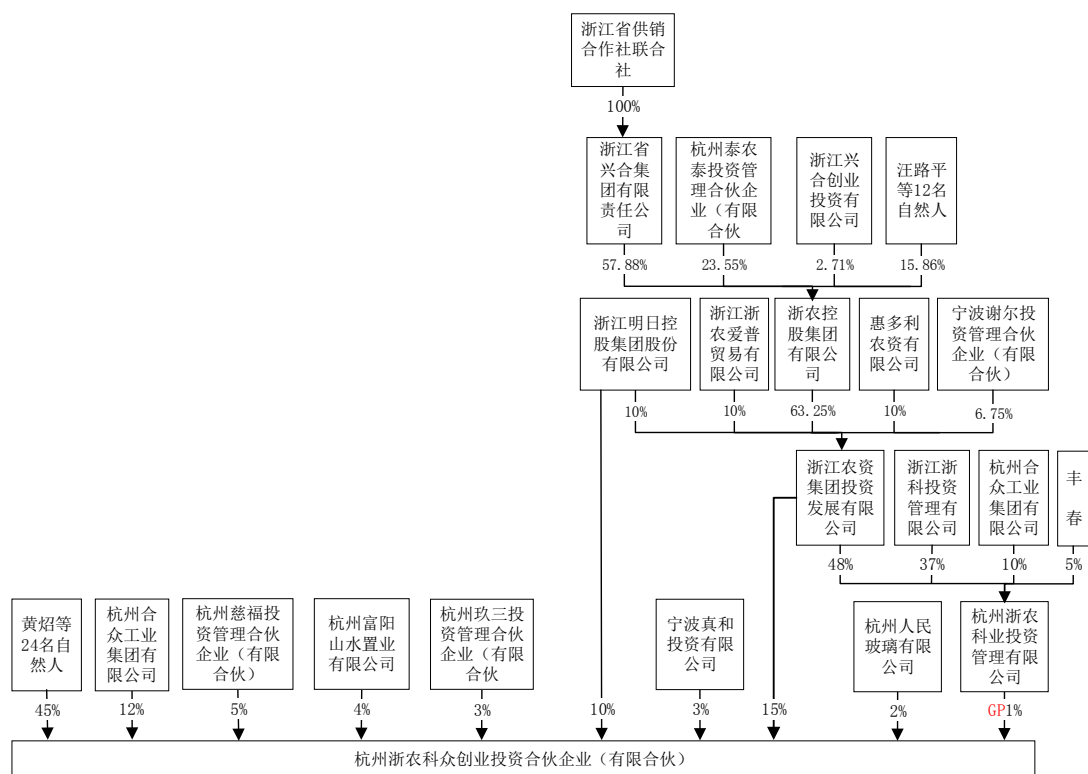 浙江省供销
合作社联合
社
100%
浙江省
兴合集
团有限
责任公
司
杭州泰农
泰投资管
理合伙企
业（有限
合伙
浙江兴
合创业
投资有
限公司
汪路平
等12名
自然人
57.88%
23.55%
2.71%
15.86%
浙江明日控
股集团股份
有限公司
浙江浙
农爱普
贸易有
限公司
浙农控
股集团
有限公
司
惠多利
农资有
限公司
宁波谢尔投
资管理合伙
企业（有限
合伙）
10%
10%
63.25%
10%
6.75%
浙江农资
集团投资
发展有限
公司
浙江浙
科投资
管理有
限公司
杭州合
众工业
集团有
限公司
丰
春
48%
37%
10%
5%
黄炤等
24名自
然人
杭州合
众工业
集团有
限公司
杭州慈福投
资管理合伙
企业（有限
合伙）
杭州富阳
山水置业
有限公司
杭州玖三投
资管理合伙
企业（有限
合伙
宁波真和
投资有限
公司
杭州人民
玻璃有限
公司
杭州浙农
科业投资
管理有限
公司
45%
12%
5%
4%
3%
10%
3%
15%
2%
GP1%
杭州浙农科众创业投资合伙企业（有限合伙）